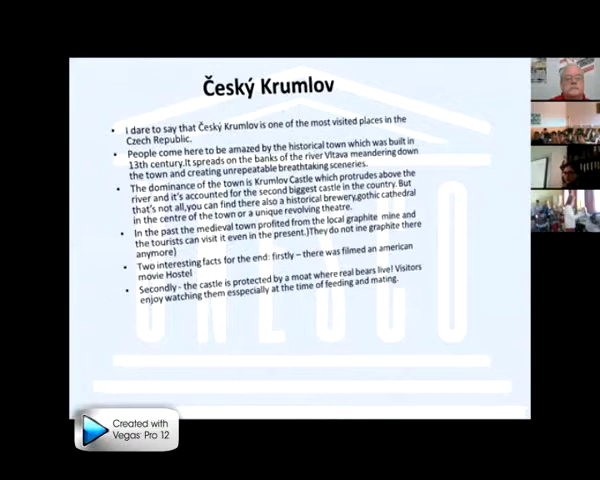 Český Krumlov
• I dare to say that Český Krumlov is one of the most visited places in the
Czech Republic.
• People come here to be amazed by the historical town which was built in
13th century.It spreads on the banks of the river Vltava meandering down
the town and creating unrepeatable breathtaking sceneries.
• The dominance of the town is Krumlov Castle which protrudes above the
river and it's accounted for the second biggest castle in the country. But
that's not all,you can find there also a historical brewery,gothic cathedral
in the centre of the town or a unique revolving theatre.
• In the past the medieval town profited from the local graphite mine and
the tourists can visit it even in the present.)They do not ine graphite there
anymore)
• Two interesting facts for the end: firstly – there was filmed an american
movie Hostel
• Secondly - the castle is protected by a moat where real bears live! Visitors
enjoy watching them esspecially at the time of feeding and mating.
UNESCO
Created with
Vegas Pro 12